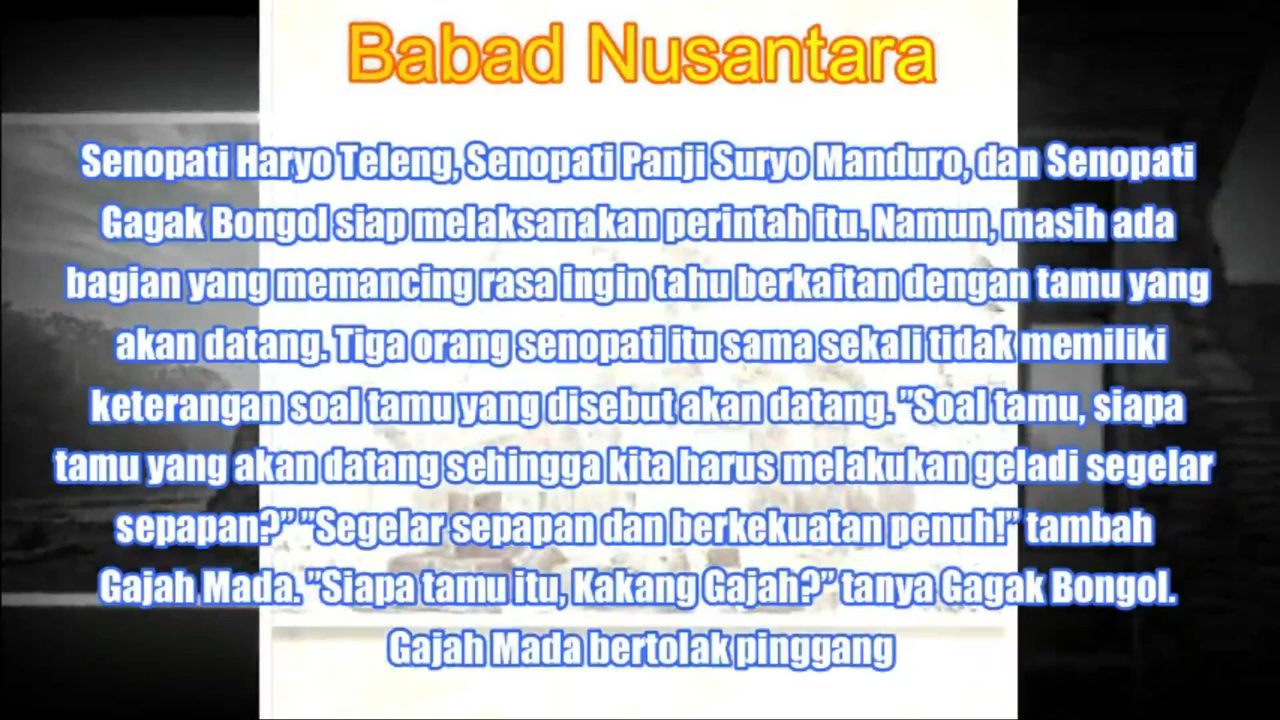 Babad Nusantara
Senopati Haryo Teleng, Senopati Panji Suryo Manduro, dan Senopati
Gagak Bongol siap melaksanakan perintah itu. Namun, masih ada
bagian yang memancing rasa ingin tahu berkaitan dengan tamu yang
akan datang. Tiga orang senopati itu sama sekali tidak memiliki
keterangan soal tamu yang disebut akan datang. ”Soal tamu, siapa
tamu yang akan datang sehingga kita harus melakukan geladi segelar
sepapan?” ”Segelar sepapan dan berkekuatan penuh!” tambah
Gajah Mada. ”Siapa tamu itu, Kakang Gajah?” tanya Gagak Bongol.
Gajah Mada bertolak pinggang